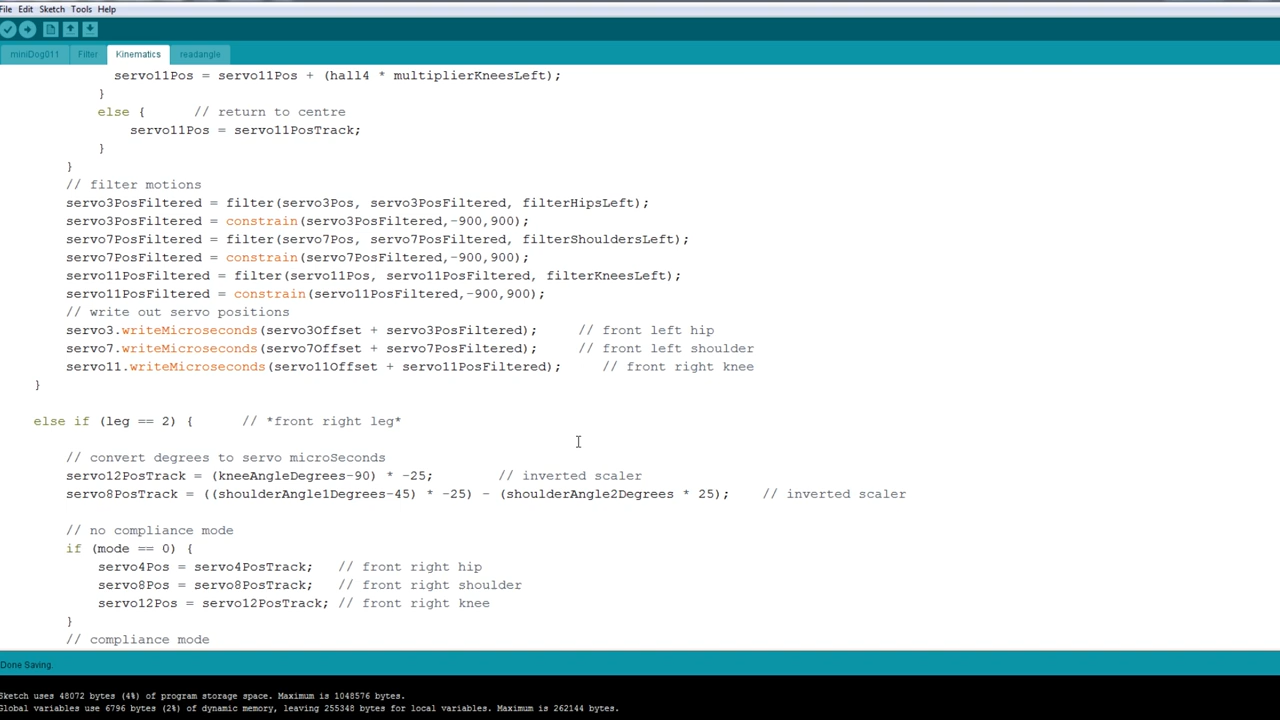 File Edit Sketch Tools Help
miniDog011 Filter Kinematics readangle
servo11Pos = servo11Pos + (hall4 * multiplierKneesLeft);
}
else { // return to centre
servo11Pos = servo11PosTrack;
}
}
// filter motions
servo3PosFiltered = filter(servo3Pos, servo3PosFiltered, filterHipsLeft);
servo3PosFiltered = constrain(servo3PosFiltered,-900,900);
servo7PosFiltered = filter(servo7Pos, servo7PosFiltered, filterShouldersLeft);
servo7PosFiltered = constrain(servo7PosFiltered,-900,900);
servo11PosFiltered = filter(servo11Pos, servo11PosFiltered, filterKneesLeft);
servo11PosFiltered = constrain(servo11PosFiltered,-900,900);
// write out servo positions
servo3.writeMicroseconds(servo3Offset + servo3PosFiltered); // front left hip
servo7.writeMicroseconds(servo7Offset + servo7PosFiltered); // front left shoulder
servo11.writeMicroseconds(servo11Offset + servo11PosFiltered); // front right knee
}
else if (leg == 2) { // *front right leg*
// convert degrees to servo microSeconds
servo12PosTrack = (kneeAngleDegrees-90) * -25; // inverted scaler
servo8PosTrack = ((shoulderAngle1Degrees-45) * -25) - (shoulderAngle2Degrees * 25); // inverted scaler
// no compliance mode
if (mode == 0) {
servo4Pos = servo4PosTrack; // front right hip
servo8Pos = servo8PosTrack; // front right shoulder
servo12Pos = servo12PosTrack; // front right knee
}
// compliance mode
Done Saving.
Sketch uses 48072 bytes (4%) of program storage space. Maximum is 1048576 bytes.
Global variables use 6796 bytes (2%) of dynamic memory, leaving 255348 bytes for local variables. Maximum is 262144 bytes.